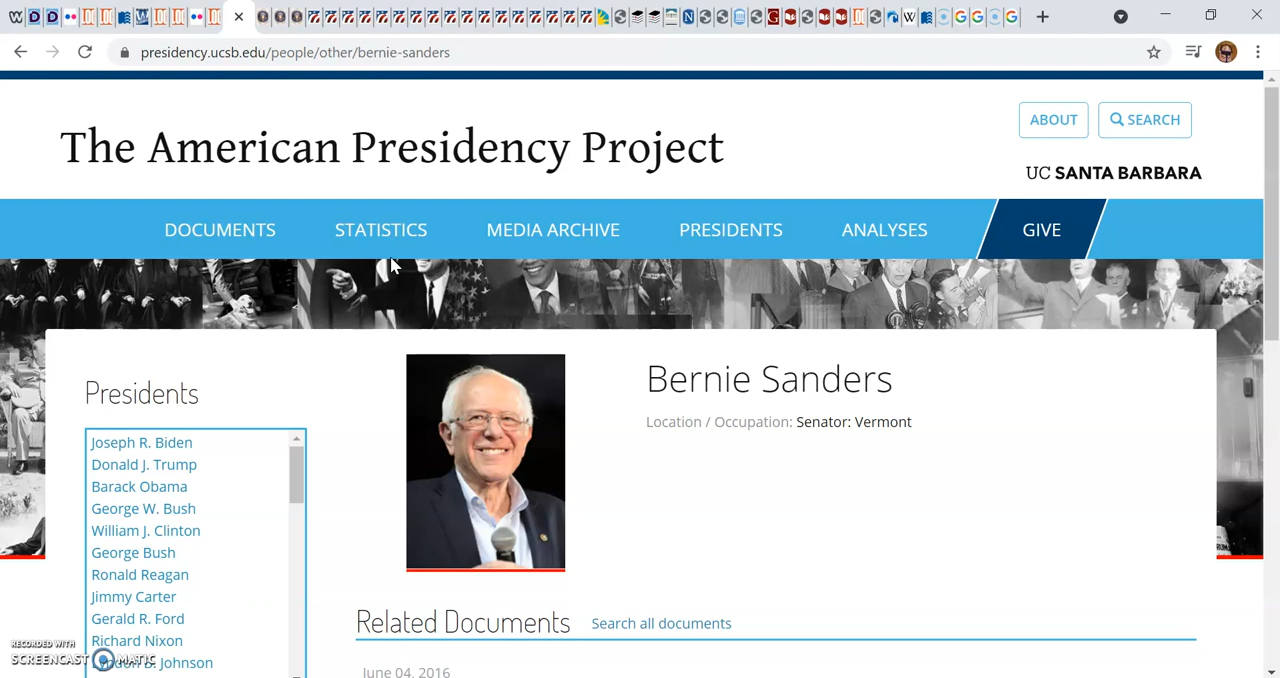 presidency.ucsb.edu/people/other/bernie-sanders
The American Presidency Project
ABOUT
SEARCH
UC SANTA BARBARA
DOCUMENTS
STATISTICS
MEDIA ARCHIVE
PRESIDENTS
ANALYSES
GIVE
Presidents
Joseph R. Biden
Donald J. Trump
Barack Obama
George W. Bush
William J. Clinton
George Bush
Ronald Reagan
Jimmy Carter
Gerald R. Ford
Richard Nixon
B. Johnson
Bernie Sanders
Location / Occupation: Senator: Vermont
Related Documents
Search all documents
June 04, 2016
RECORDED WITH
SCREENCAST MATIC